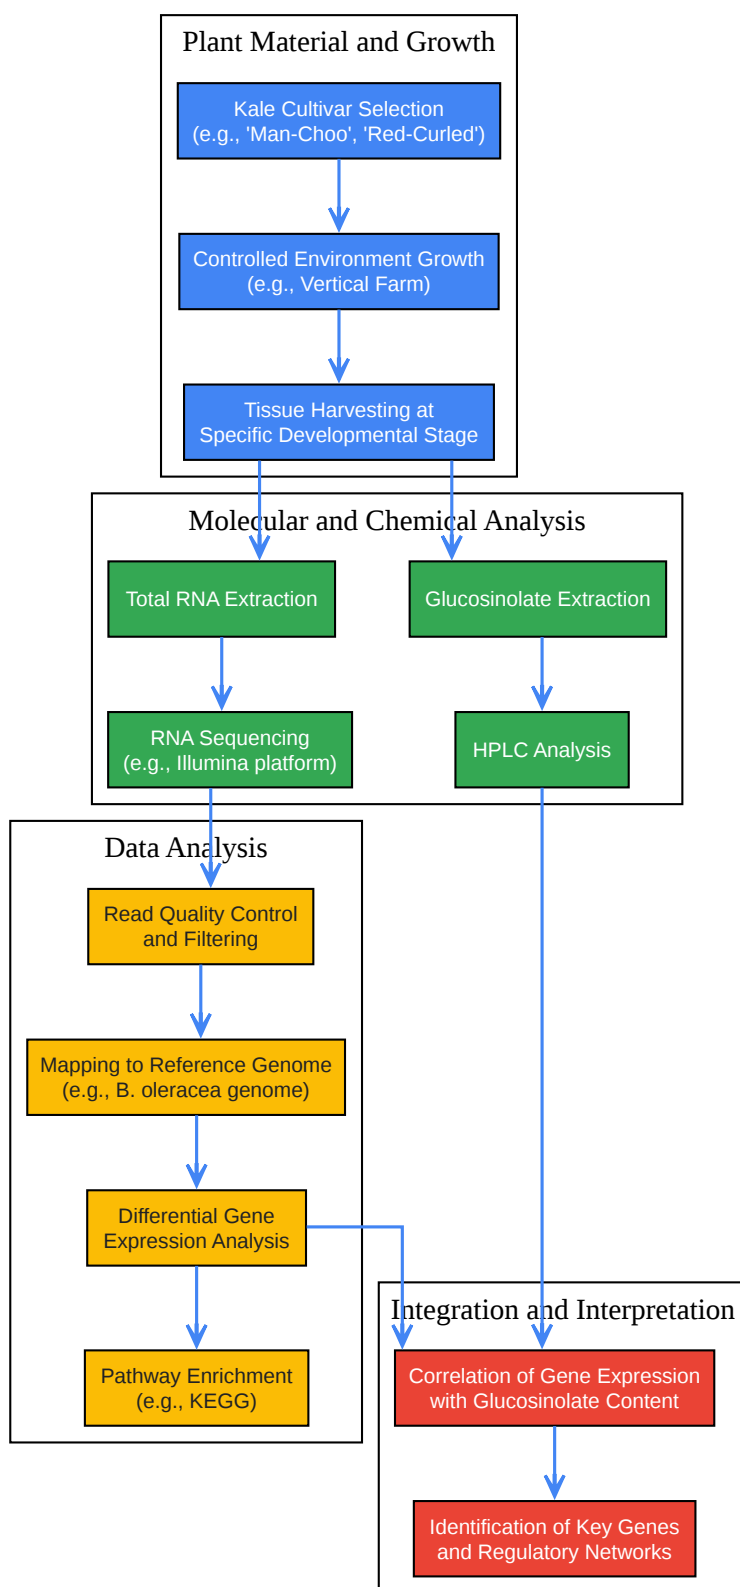 Plant Material and Growth
Kale Cultivar Selection
(e.g., 'Man-Choo', 'Red-Curled')
Controlled Environment Growth
(e.g., Vertical Farm)
Tissue Harvesting at
Specific Developmental Stage
Molecular and Chemical Analysis
Total RNA Extraction
Glucosinolate Extraction
RNA Sequencing
(e.g., Illumina platform)
HPLC Analysis
Data Analysis
Read Quality Control
and Filtering
Mapping to Reference Genome
(e.g., B. oleracea genome)
Differential Gene
Expression Analysis
Pathway Enrichment
(e.g., KEGG)
Integration and Interpretation
Correlation of Gene Expression
with Glucosinolate Content
Identification of Key Genes
and Regulatory Networks